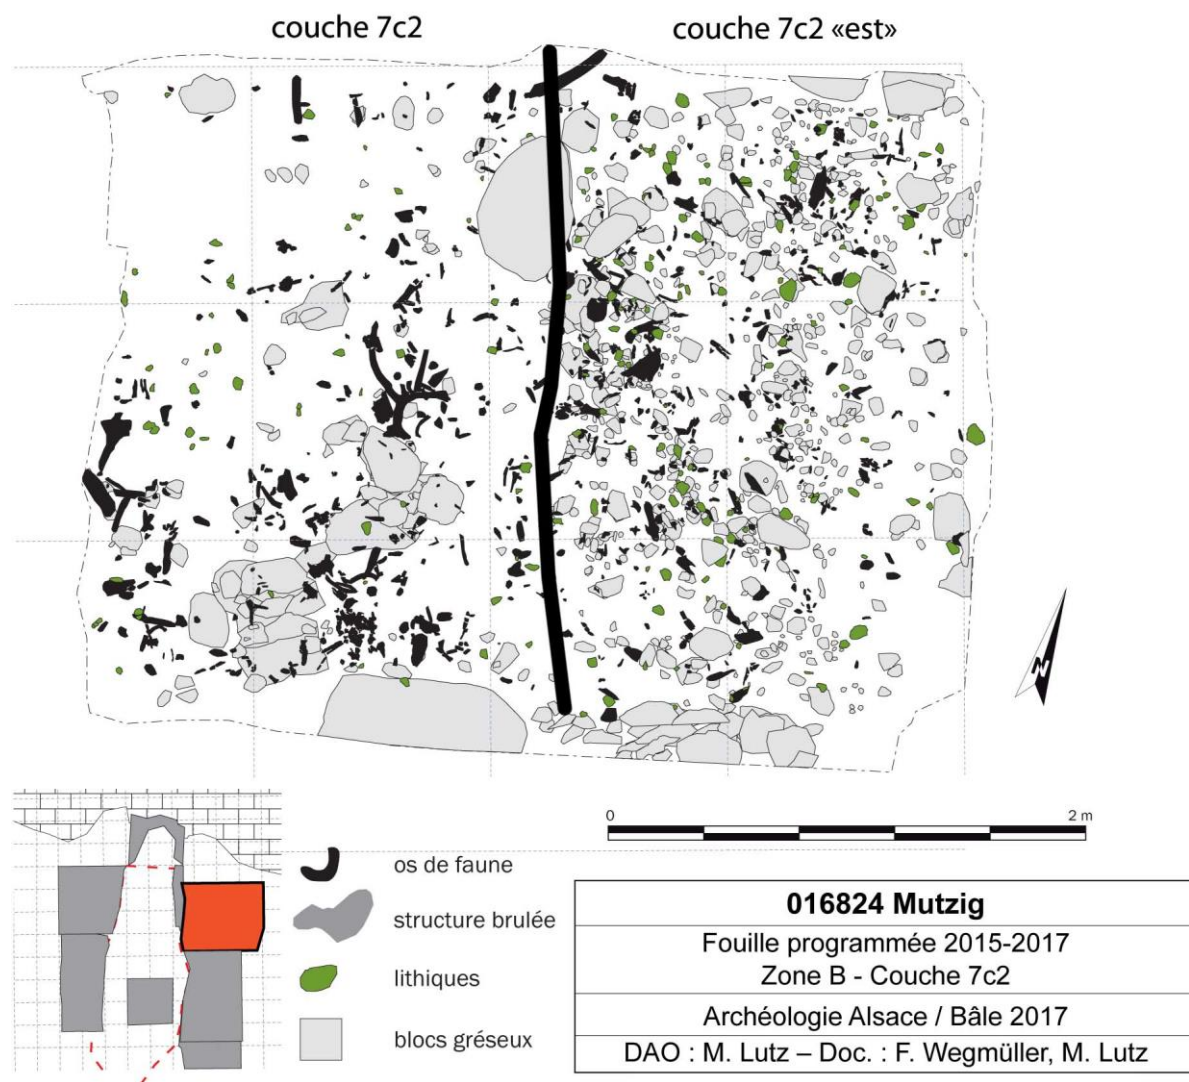 couche 7c2
couche 7c2 «est»
N
0
2 m
os de faune
structure brulée
lithiques
blocs gréseux
016824 Mutzig
Fouille programmée 2015-2017
Zone B - Couche 7c2
Archéologie Alsace / Bâle 2017
DAO : M. Lutz – Doc. : F. Wegmüller, M. Lutz